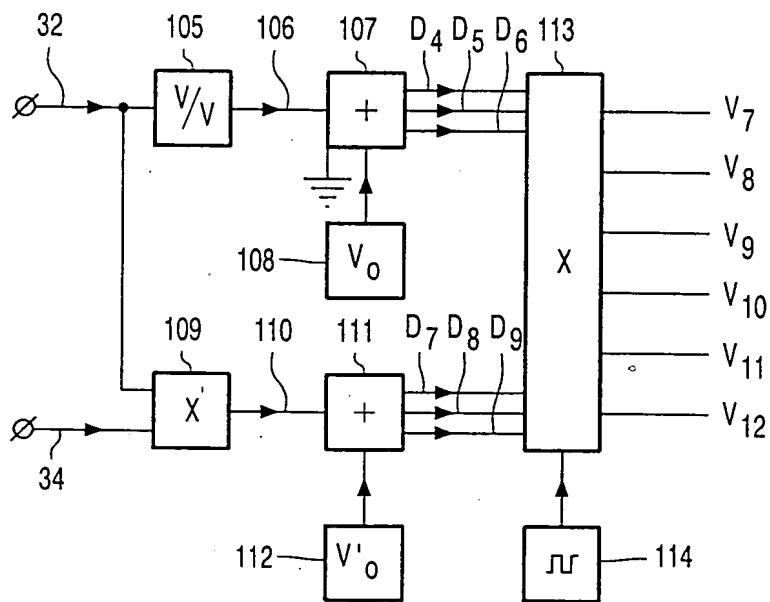 32 105 106 107 D4 D5 D6 113
V/V + V7
V8
108 V0 X V9
V10
109 110 111 D7 D8 D9
X' + V11
V12
34
112 V'0 114